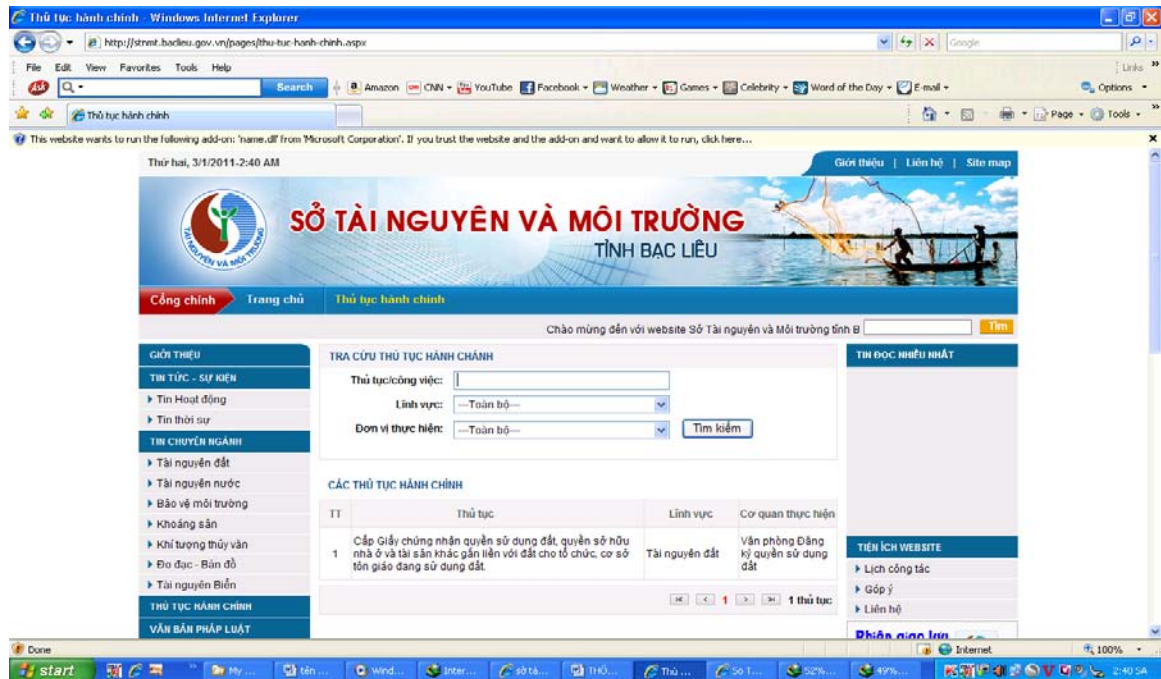 Thủ tục hành chính - Windows Internet Explorer
http://stnmt.baclieu.gov.vn/pages/thu-tuc-hanh-chinh.aspx
Google
File Edit View Favorites Tools Help
Links
Ask
Search
Amazon CNN YouTube Facebook Weather Games Celebrity Word of the Day E-mail
Options
Thủ tục hành chính
Page Tools
This website wants to run the following add-on: 'name.dll' from 'Microsoft Corporation'. If you trust the website and the add-on and want to allow it to run, click here...
Thứ hai, 3/1/2011-2:40 AM
Giới thiệu | Liên hệ | Site map
SỞ TÀI NGUYÊN VÀ MÔI TRƯỜNG
TỈNH BẠC LIÊU
Cổng chính Trang chủ Thủ tục hành chính
Chào mừng đến với website Sở Tài nguyên và Môi trường tỉnh B
Tìm
GIỚI THIỆU
TIN TỨC - SỰ KIỆN
Tin Hoạt động
Tin thời sự
TIN CHUYÊN NGÀNH
Tài nguyên đất
Tài nguyên nước
Bảo vệ môi trường
Khoáng sản
Khí tượng thủy văn
Đo đạc - Bản đồ
Tài nguyên Biển
THỦ TỤC HÀNH CHÍNH
VĂN BẢN PHÁP LUẬT
TRA CỨU THỦ TỤC HÀNH CHÁNH
Thủ tục/công việc:
Lĩnh vực: ---Toàn bộ---
Đơn vị thực hiện: ---Toàn bộ---
Tìm kiếm
CÁC THỦ TỤC HÀNH CHÍNH
TT Thủ tục Lĩnh vực Cơ quan thực hiện
1 Cấp Giấy chứng nhận quyền sử dụng đất, quyền sở hữu nhà ở và tài sản khác gắn liền với đất cho tổ chức, cơ sở tôn giáo đang sử dụng đất. Tài nguyên đất Văn phòng Đăng ký quyền sử dụng đất
1 1 thủ tục
TIN ĐỌC NHIỀU NHẤT
TIỆN ÍCH WEBSITE
Lịch công tác
Góp ý
Liên hệ
Done
Internet
100%
start
My ...
tên ...
Wind...
Inter...
sở tà...
THÔ...
Thủ ...
So T...
52%...
49%...
2:40 SA